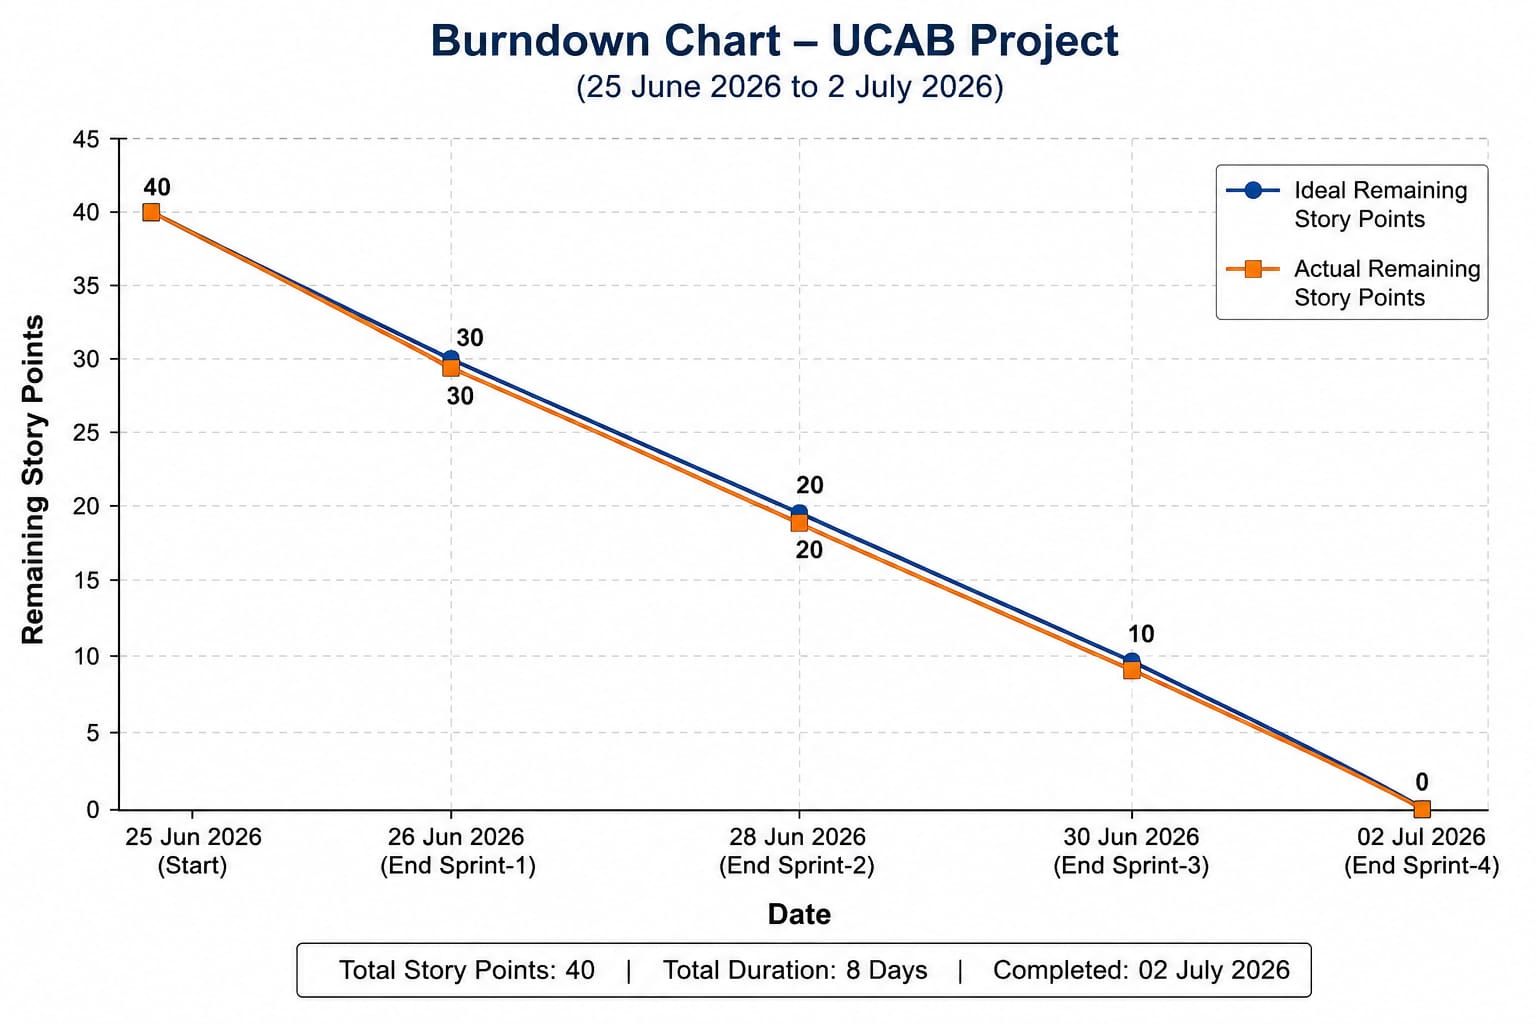 Burndown Chart – UCAB Project
(25 June 2026 to 2 July 2026)
Remaining Story Points
45
40
35
30
25
20
15
10
5
0
40
30
30
20
20
10
0
Ideal Remaining
Story Points
Actual Remaining
Story Points
25 Jun 2026
(Start)
26 Jun 2026
(End Sprint-1)
28 Jun 2026
(End Sprint-2)
30 Jun 2026
(End Sprint-3)
02 Jul 2026
(End Sprint-4)
Date
Total Story Points: 40 | Total Duration: 8 Days | Completed: 02 July 2026